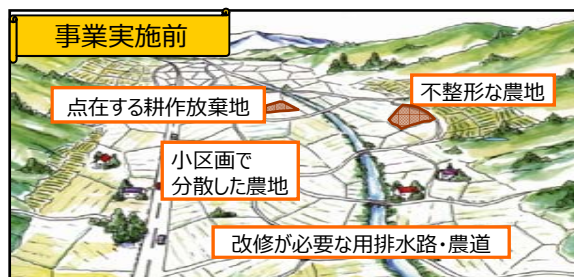 事業実施前
不整形な農地
点在する耕作放棄地
小区画で
分散した農地
改修が必要な用排水路・農道